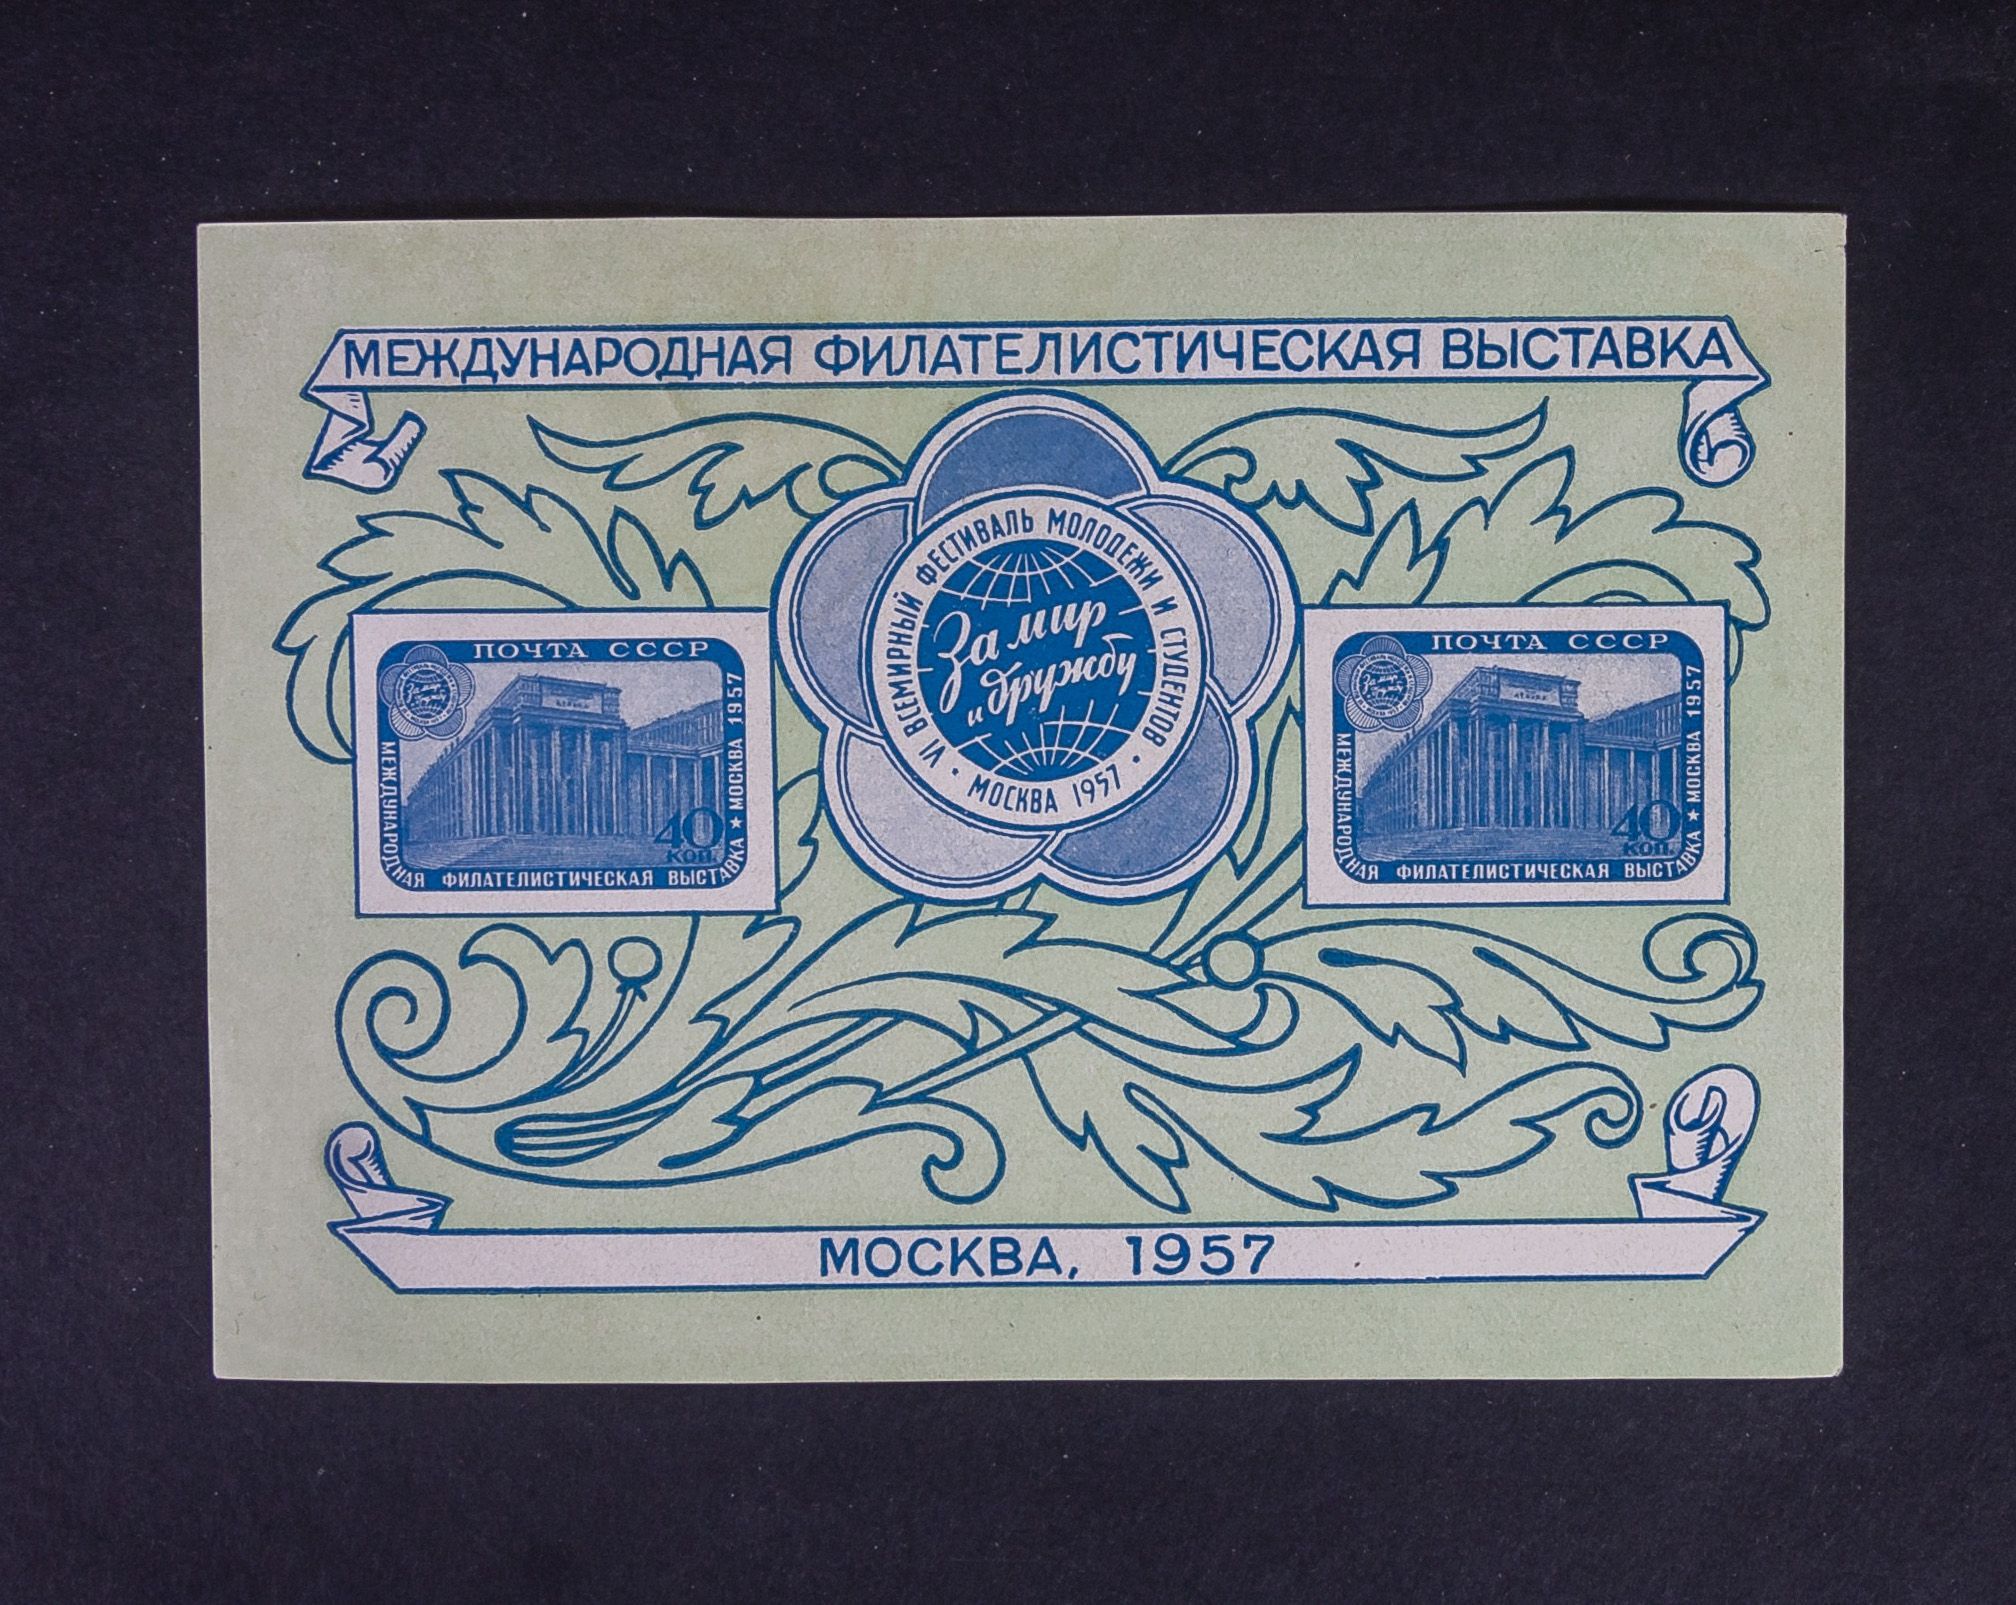 МЕЖДУНАРОДНАЯ ФИЛАТЕЛИСТИЧЕСКАЯ ВЫСТАВКА
VI ВСЕМИРНЫЙ ФЕСТИВАЛЬ МОЛОДЕЖИ И СТУДЕНТОВ
• МОСКВА 1957 •
За мир
и дружбу
ПОЧТА СССР
МЕЖДУНАРОДНАЯ ФИЛАТЕЛИСТИЧЕСКАЯ ВЫСТАВКА ★ МОСКВА 1957
40
КОП.
ПОЧТА СССР
МЕЖДУНАРОДНАЯ ФИЛАТЕЛИСТИЧЕСКАЯ ВЫСТАВКА ★ МОСКВА 1957
40
КОП.
МОСКВА, 1957